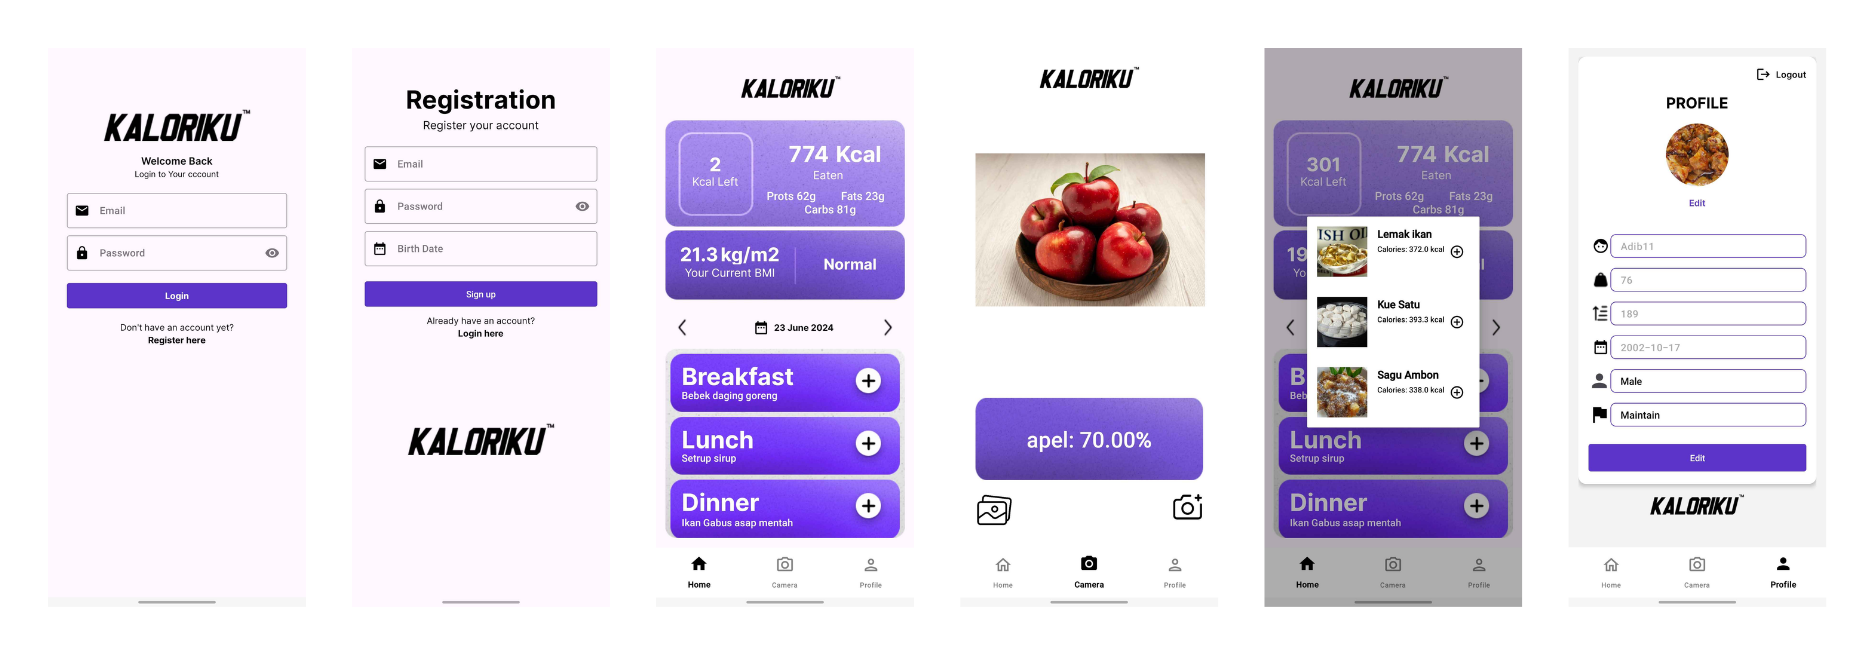 KALORIKU™
Welcome Back
Login to Your cccount
Email
Password
Login
Don't have an account yet?
Register here
Registration
Register your account
Email
Password
Birth Date
Sign up
Already have an account?
Login here
KALORIKU™
KALORIKU™
2
Kcal Left
774 Kcal
Eaten
Prots 62g Fats 23g
Carbs 81g
21.3 kg/m2
Your Current BMI
Normal
23 June 2024
Breakfast
Bebek daging goreng
Lunch
Setrup sirup
Dinner
Ikan Gabus asap mentah
Home Camera Profile
KALORIKU™
apel: 70.00%
Home Camera Profile
KALORIKU™
301
Kcal Left
774 Kcal
Eaten
Prots 62g Fats 23g
Carbs 81g
19
Yo
ISH OI
Lemak ikan
Calories: 372.0 kcal
Kue Satu
Calories: 393.3 kcal
Sagu Ambon
Calories: 338.0 kcal
B
Beb
Lunch
Setrup sirup
Dinner
Ikan Gabus asap mentah
Home Camera Profile
Logout
PROFILE
Edit
Adib11
76
189
2002-10-17
Male
Maintain
Edit
KALORIKU™
Home Camera Profile